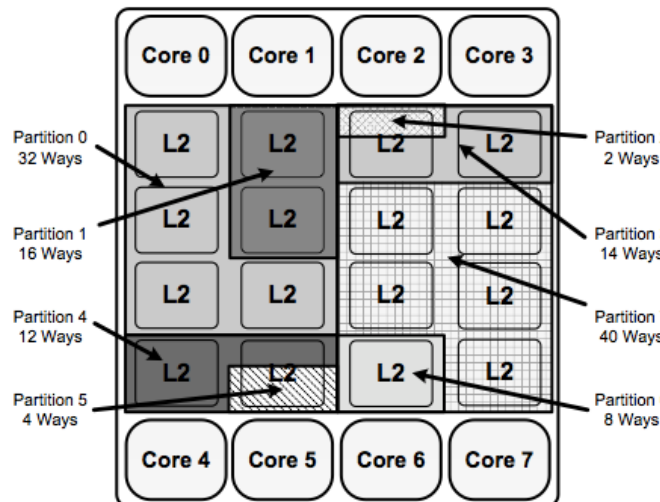 Core 0
Core 1
Core 2
Core 3
Partition 0
32 Ways
L2
L2
L2
L2
Partition
2 Ways
Partition 1
16 Ways
L2
L2
L2
L2
Partition
14 Ways
Partition 4
12 Ways
L2
L2
L2
L2
Partition
40 Ways
Partition 5
4 Ways
L2
L2
L2
L2
Partition
8 Ways
Core 4
Core 5
Core 6
Core 7